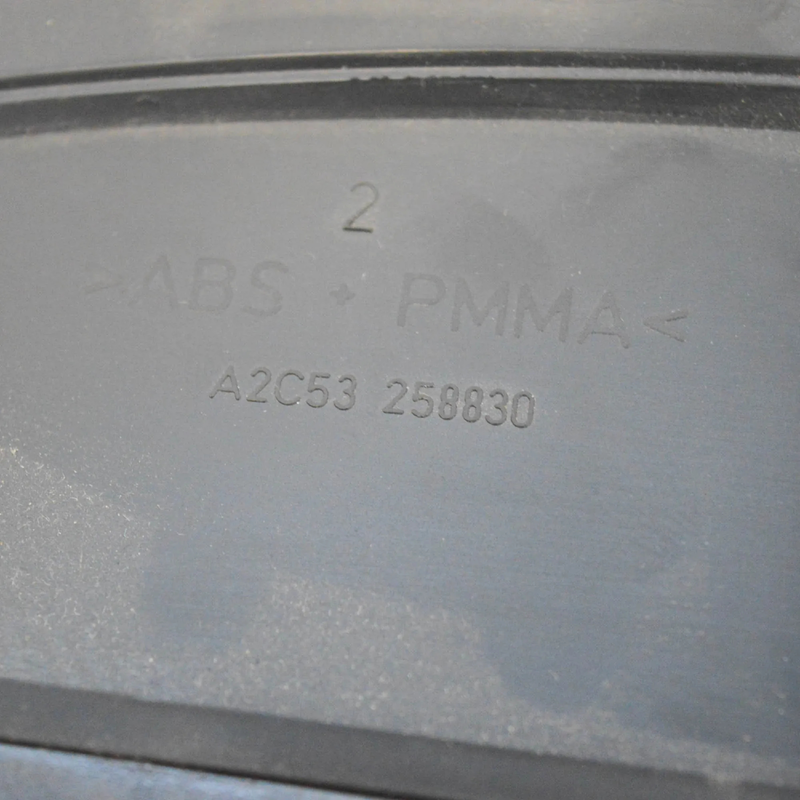 2
>ABS + PMMA<
A2C53 258830